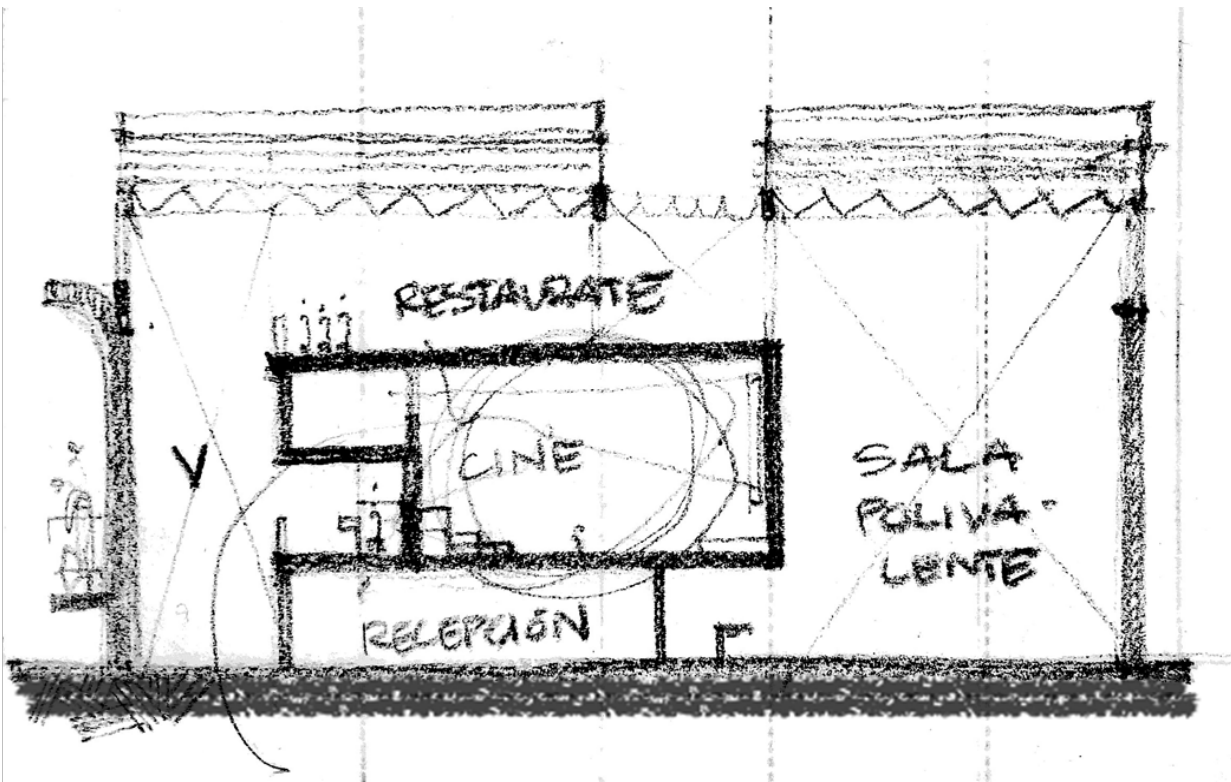 RESTAURATE
V
CINE
SALA
POLIVA-
LENTE
RECEPCIÓN